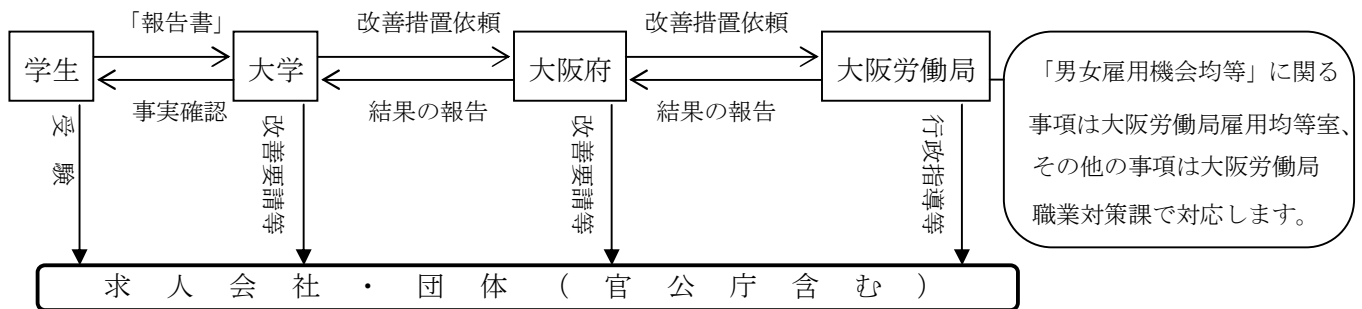 「報告書」
改善措置依頼
改善措置依頼
学生
大学
大阪府
大阪労働局
事実確認
結果の報告
結果の報告
受験
改善要請等
改善要請等
行政指導等
「男女雇用機会均等」に関る
事項は大阪労働局雇用均等室、
その他の事項は大阪労働局
職業対策課で対応します。
求人会社・団体(官公庁含む)